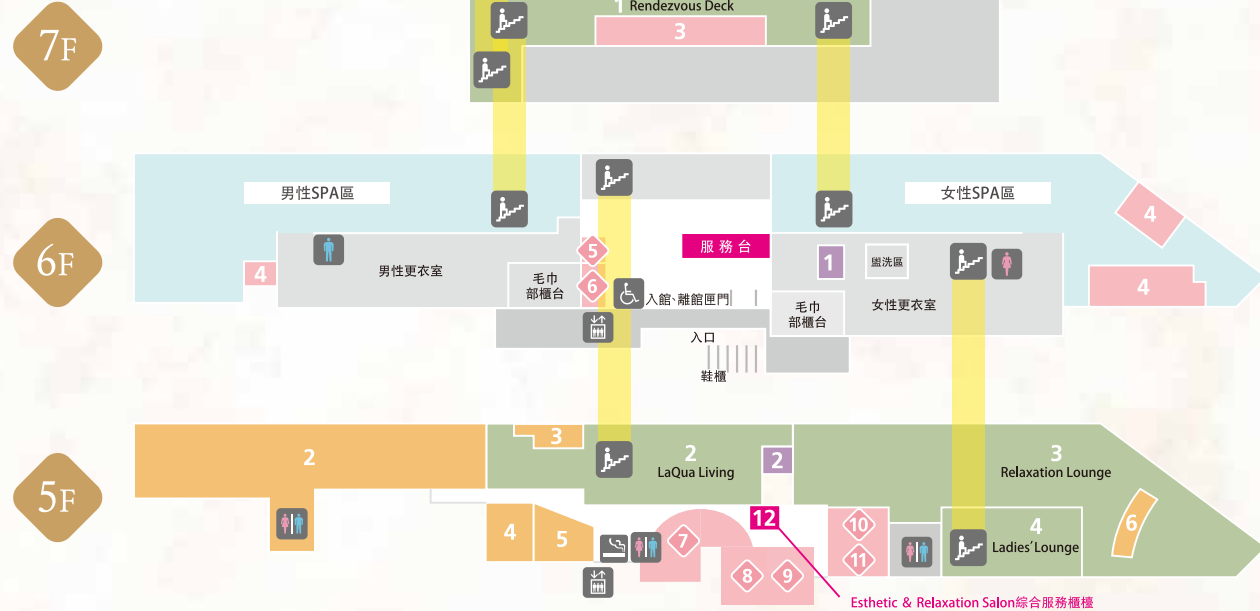 1
Rendezvous Deck
3
7F
男性SPA區
女性SPA區
4
6F
服務台
5
1
盥洗區
男性更衣室
4
毛巾
部櫃台
6
入館、離館匣門
毛巾
部櫃台
女性更衣室
4
入口
鞋櫃
5F
2
3
2
LaQua Living
2
3
Relaxation Lounge
4
5
7
12
10
11
8
9
4
Ladies' Lounge
6
Esthetic & Relaxation Salon綜合服務櫃檯